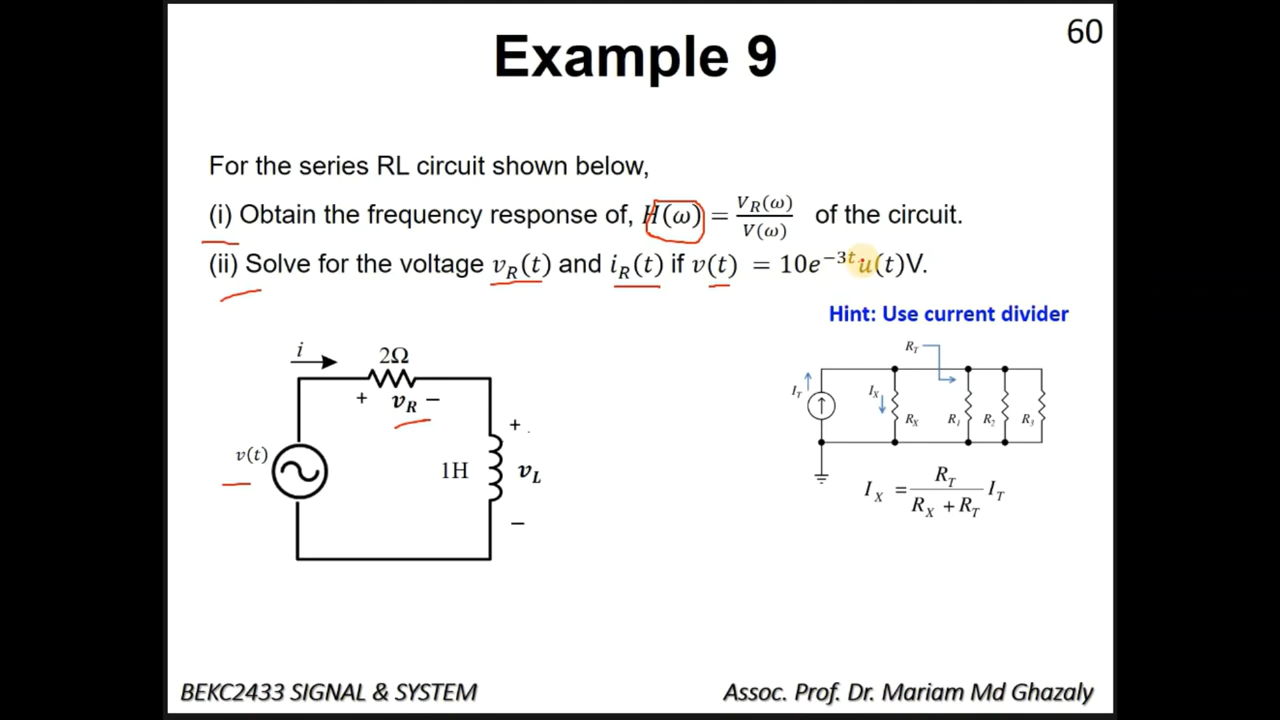 60
Example 9
For the series RL circuit shown below,
(i) Obtain the frequency response of, H(ω) = V_R(ω)/V(ω) of the circuit.
(ii) Solve for the voltage v_R(t) and i_R(t) if v(t) = 10e^{−3t}u(t)V.
Hint: Use current divider
i
2Ω
+ v_R −
v(t)
1H
+
v_L
−
R_T
I_T
I_X
R_X
R_1
R_2
R_3
I_X = R_T/(R_X + R_T) I_T
BEKC2433 SIGNAL & SYSTEM
Assoc. Prof. Dr. Mariam Md Ghazaly